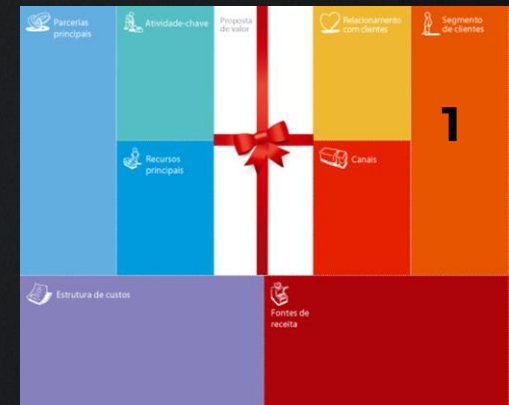 Parcerias
principais
Atividade-chave
Proposta
de valor
Relacionamento
com clientes
Segmento
de clientes
1
Recursos
principais
Canais
Estrutura de custos
Fontes de
receita